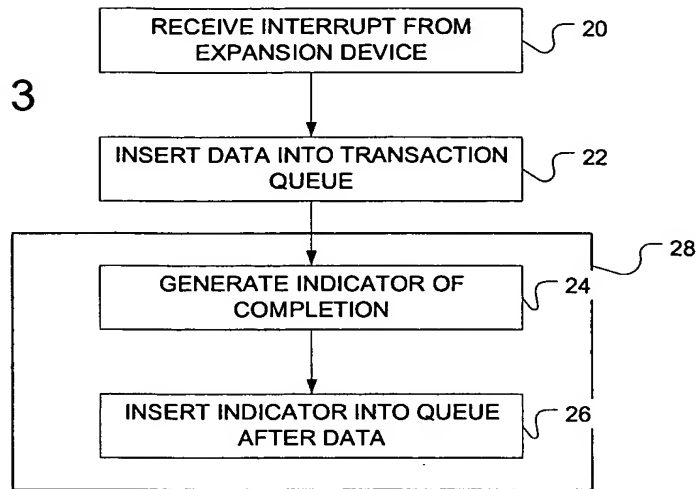 RECEIVE INTERRUPT FROM
EXPANSION DEVICE
20
3
INSERT DATA INTO TRANSACTION
QUEUE
22
28
GENERATE INDICATOR OF
COMPLETION
24
INSERT INDICATOR INTO QUEUE
AFTER DATA
26